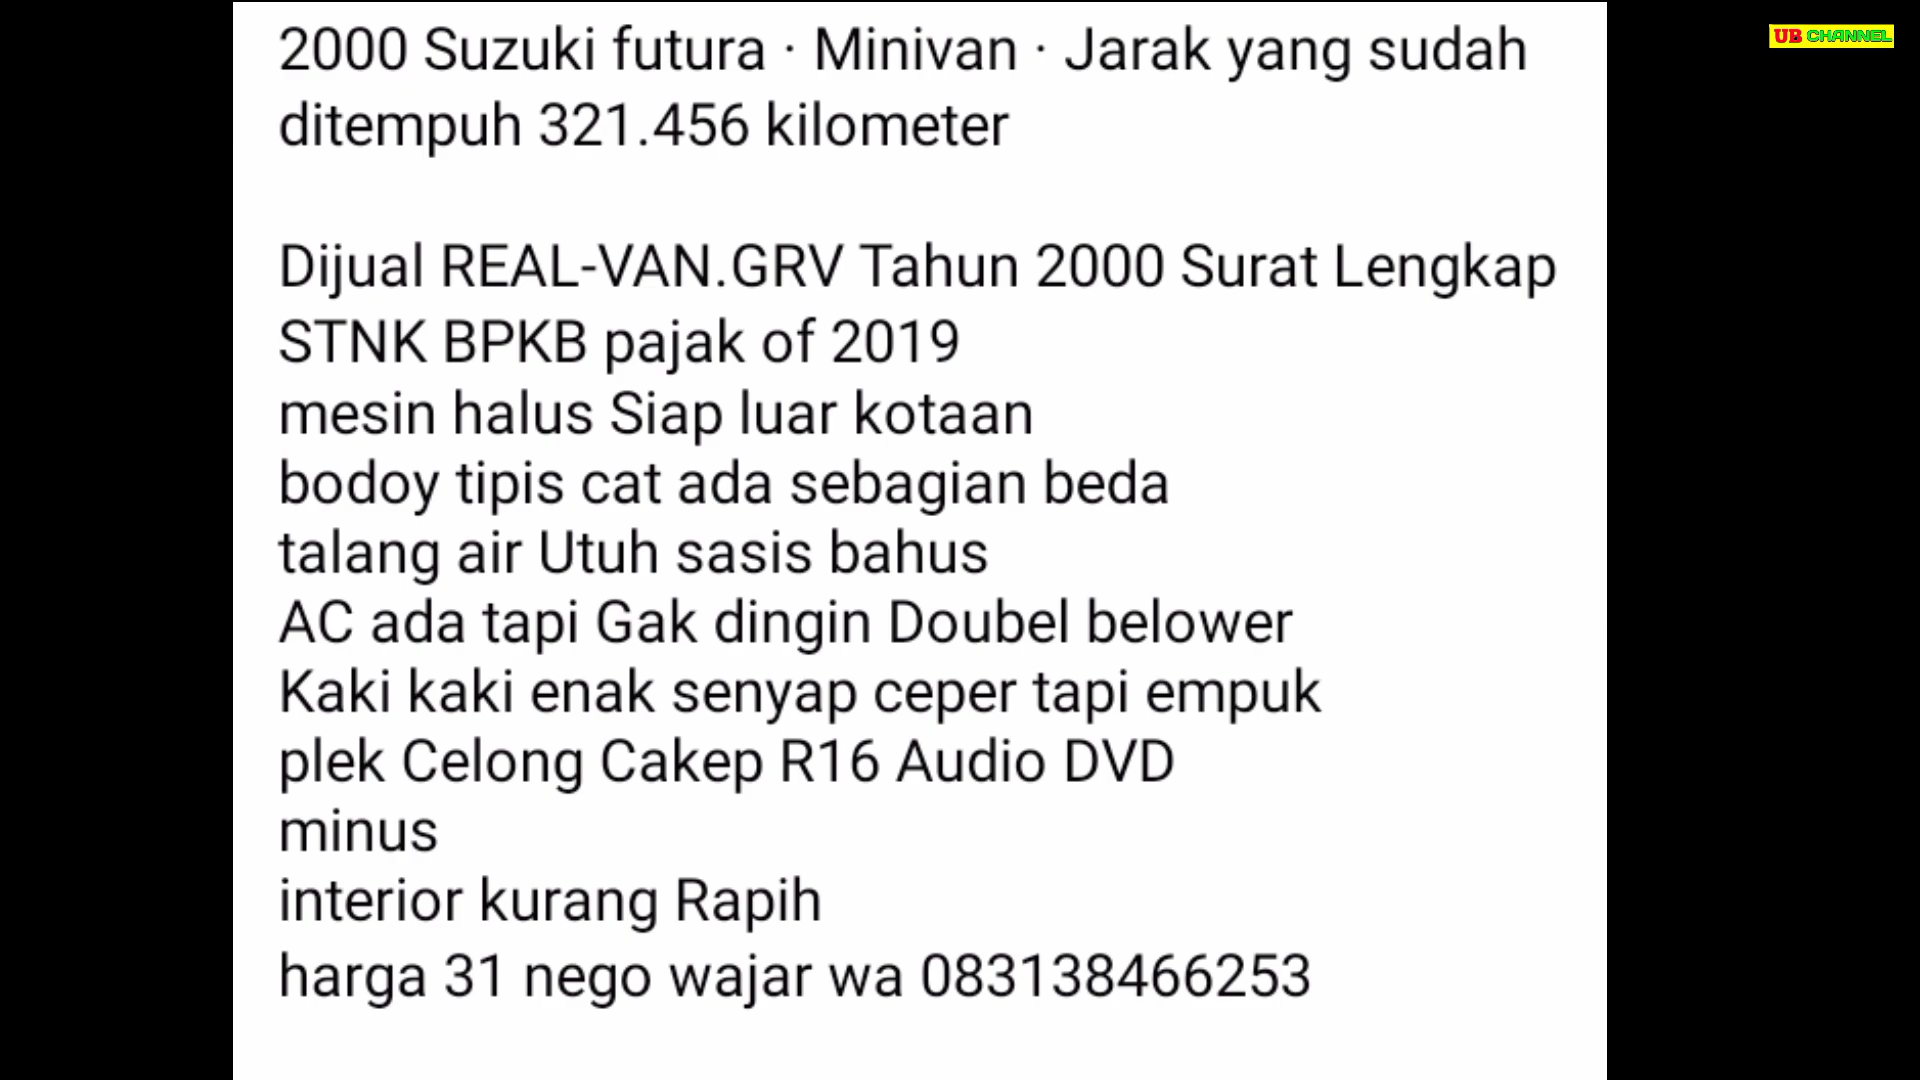 2000 Suzuki futura · Minivan · Jarak yang sudah
ditempuh 321.456 kilometer
Dijual REAL-VAN.GRV Tahun 2000 Surat Lengkap
STNK BPKB pajak of 2019
mesin halus Siap luar kotaan
bodoy tipis cat ada sebagian beda
talang air Utuh sasis bahus
AC ada tapi Gak dingin Doubel belower
Kaki kaki enak senyap ceper tapi empuk
plek Celong Cakep R16 Audio DVD
minus
interior kurang Rapih
harga 31 nego wajar wa 083138466253
UB CHANNEL